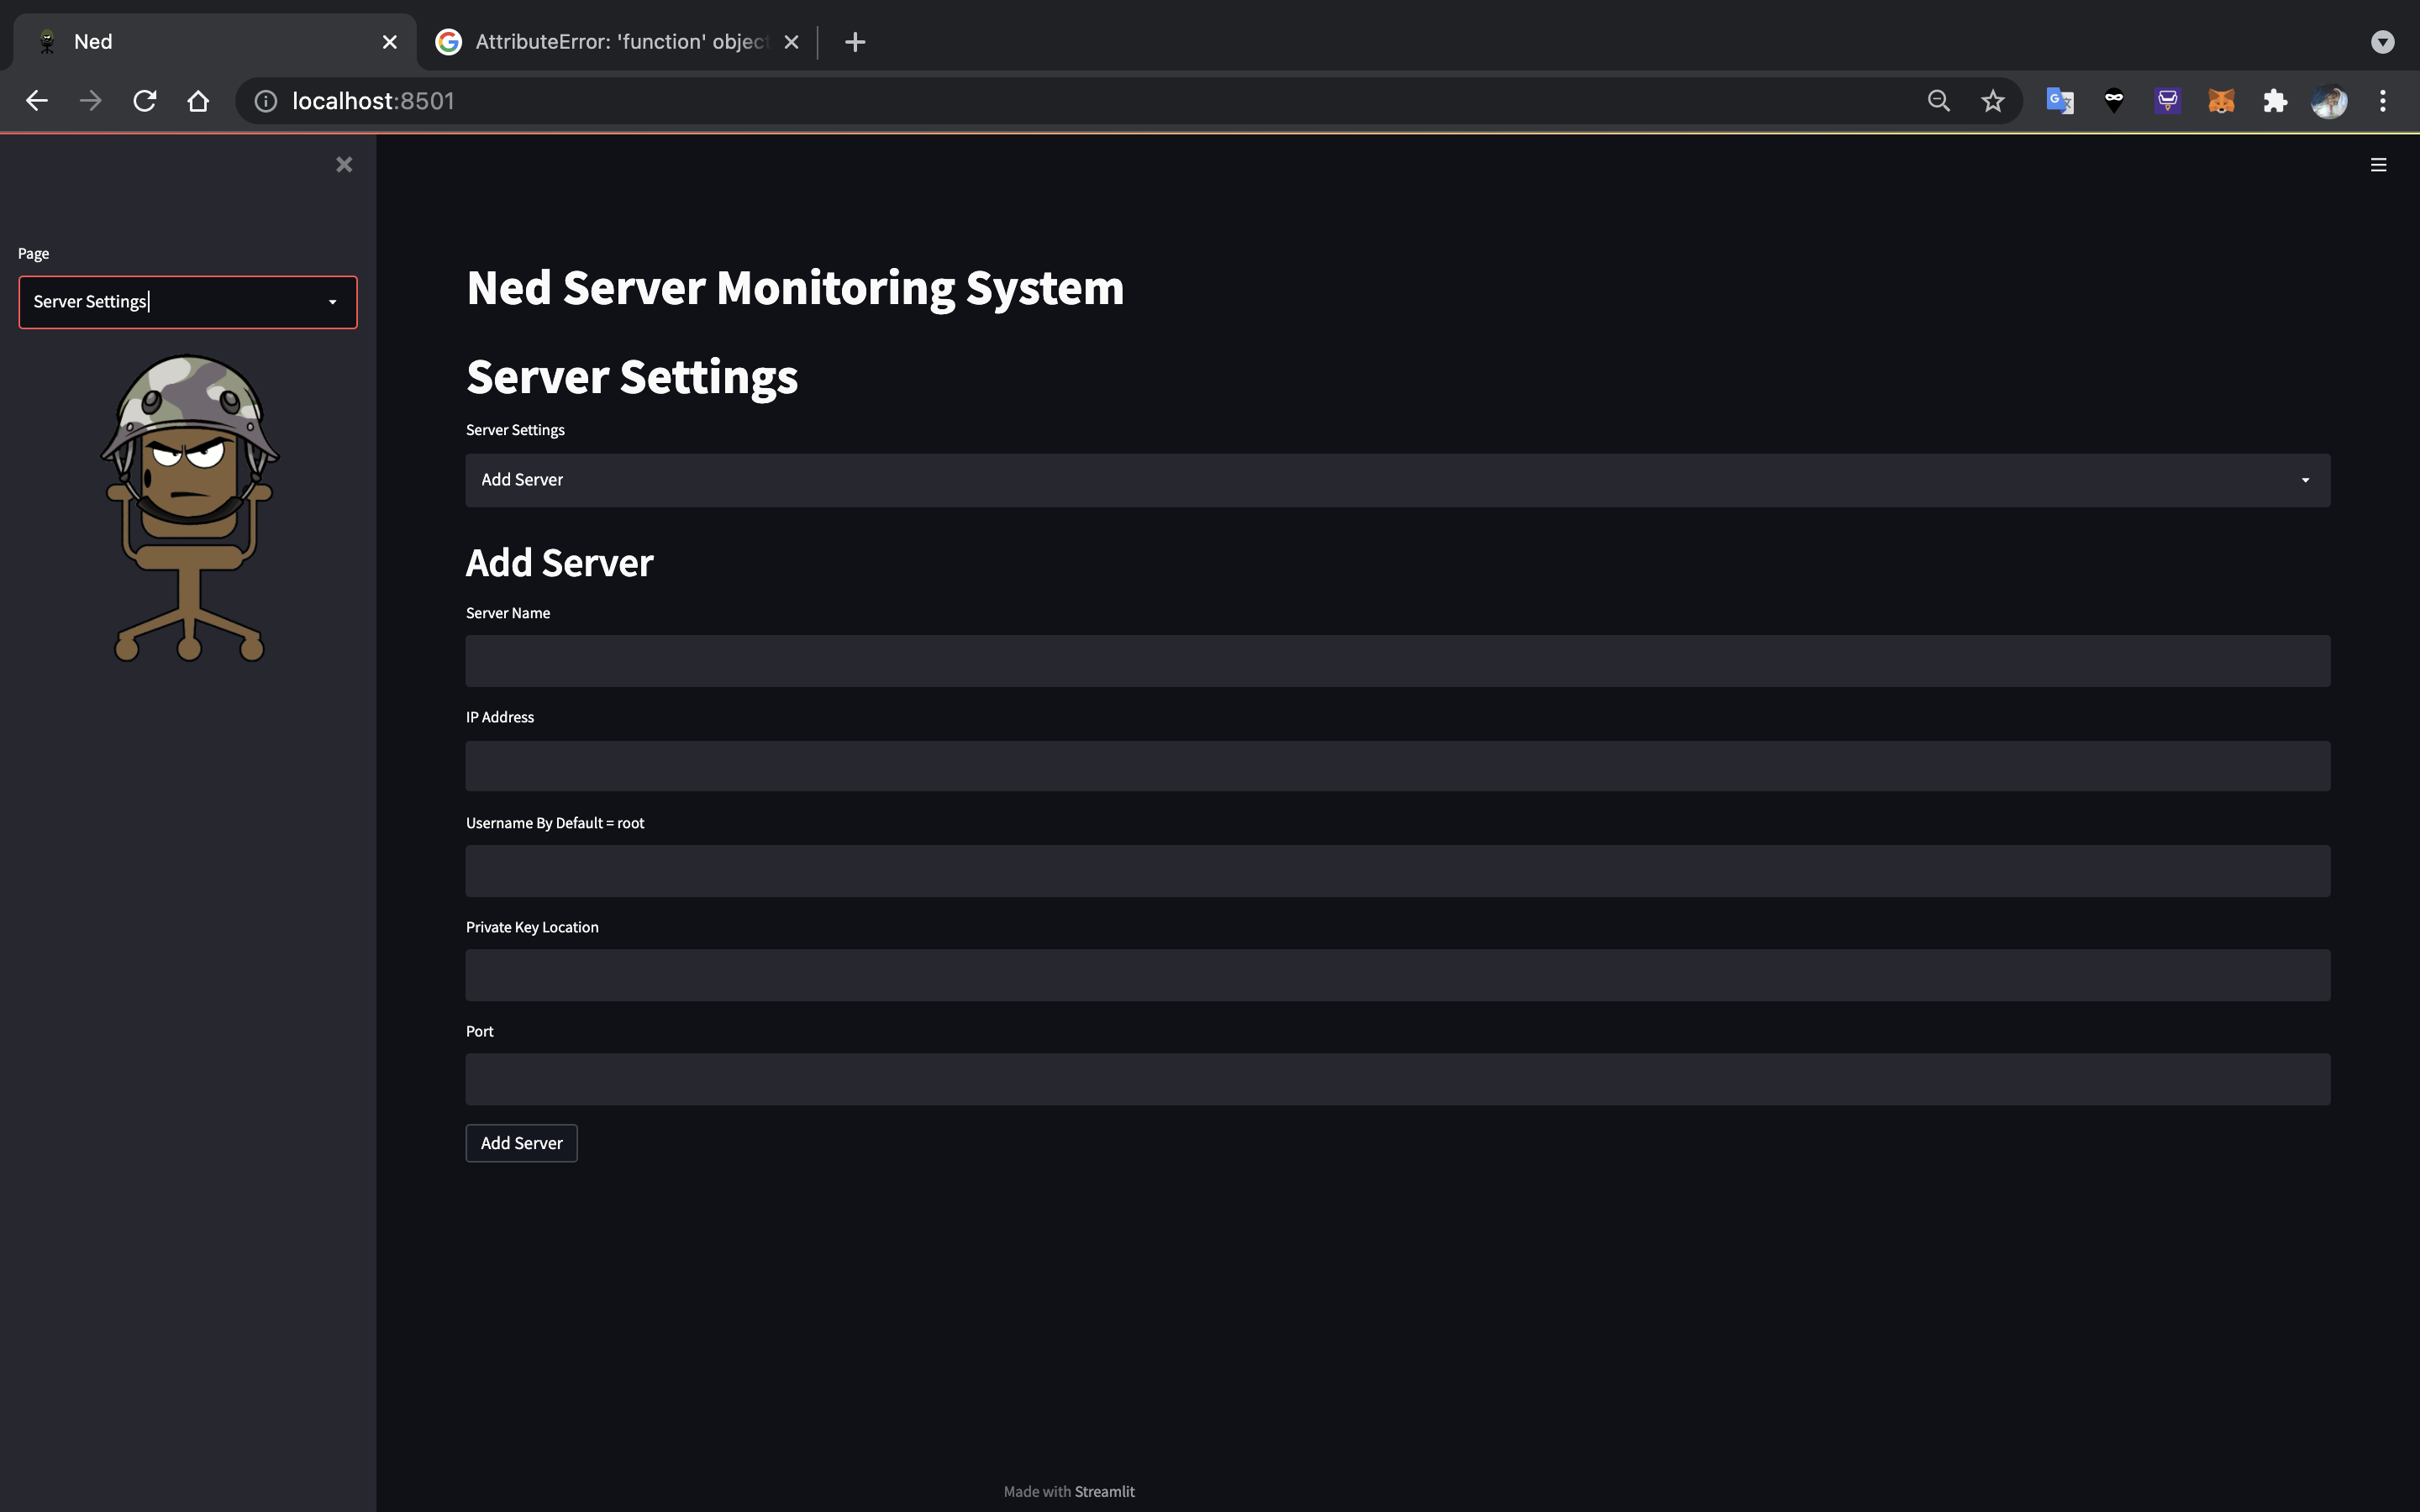 Ned
AttributeError: 'function' objec
localhost:8501
Page
Server Settings
Ned Server Monitoring System
Server Settings
Server Settings
Add Server
Add Server
Server Name
IP Address
Username By Default = root
Private Key Location
Port
Add Server
Made with Streamlit